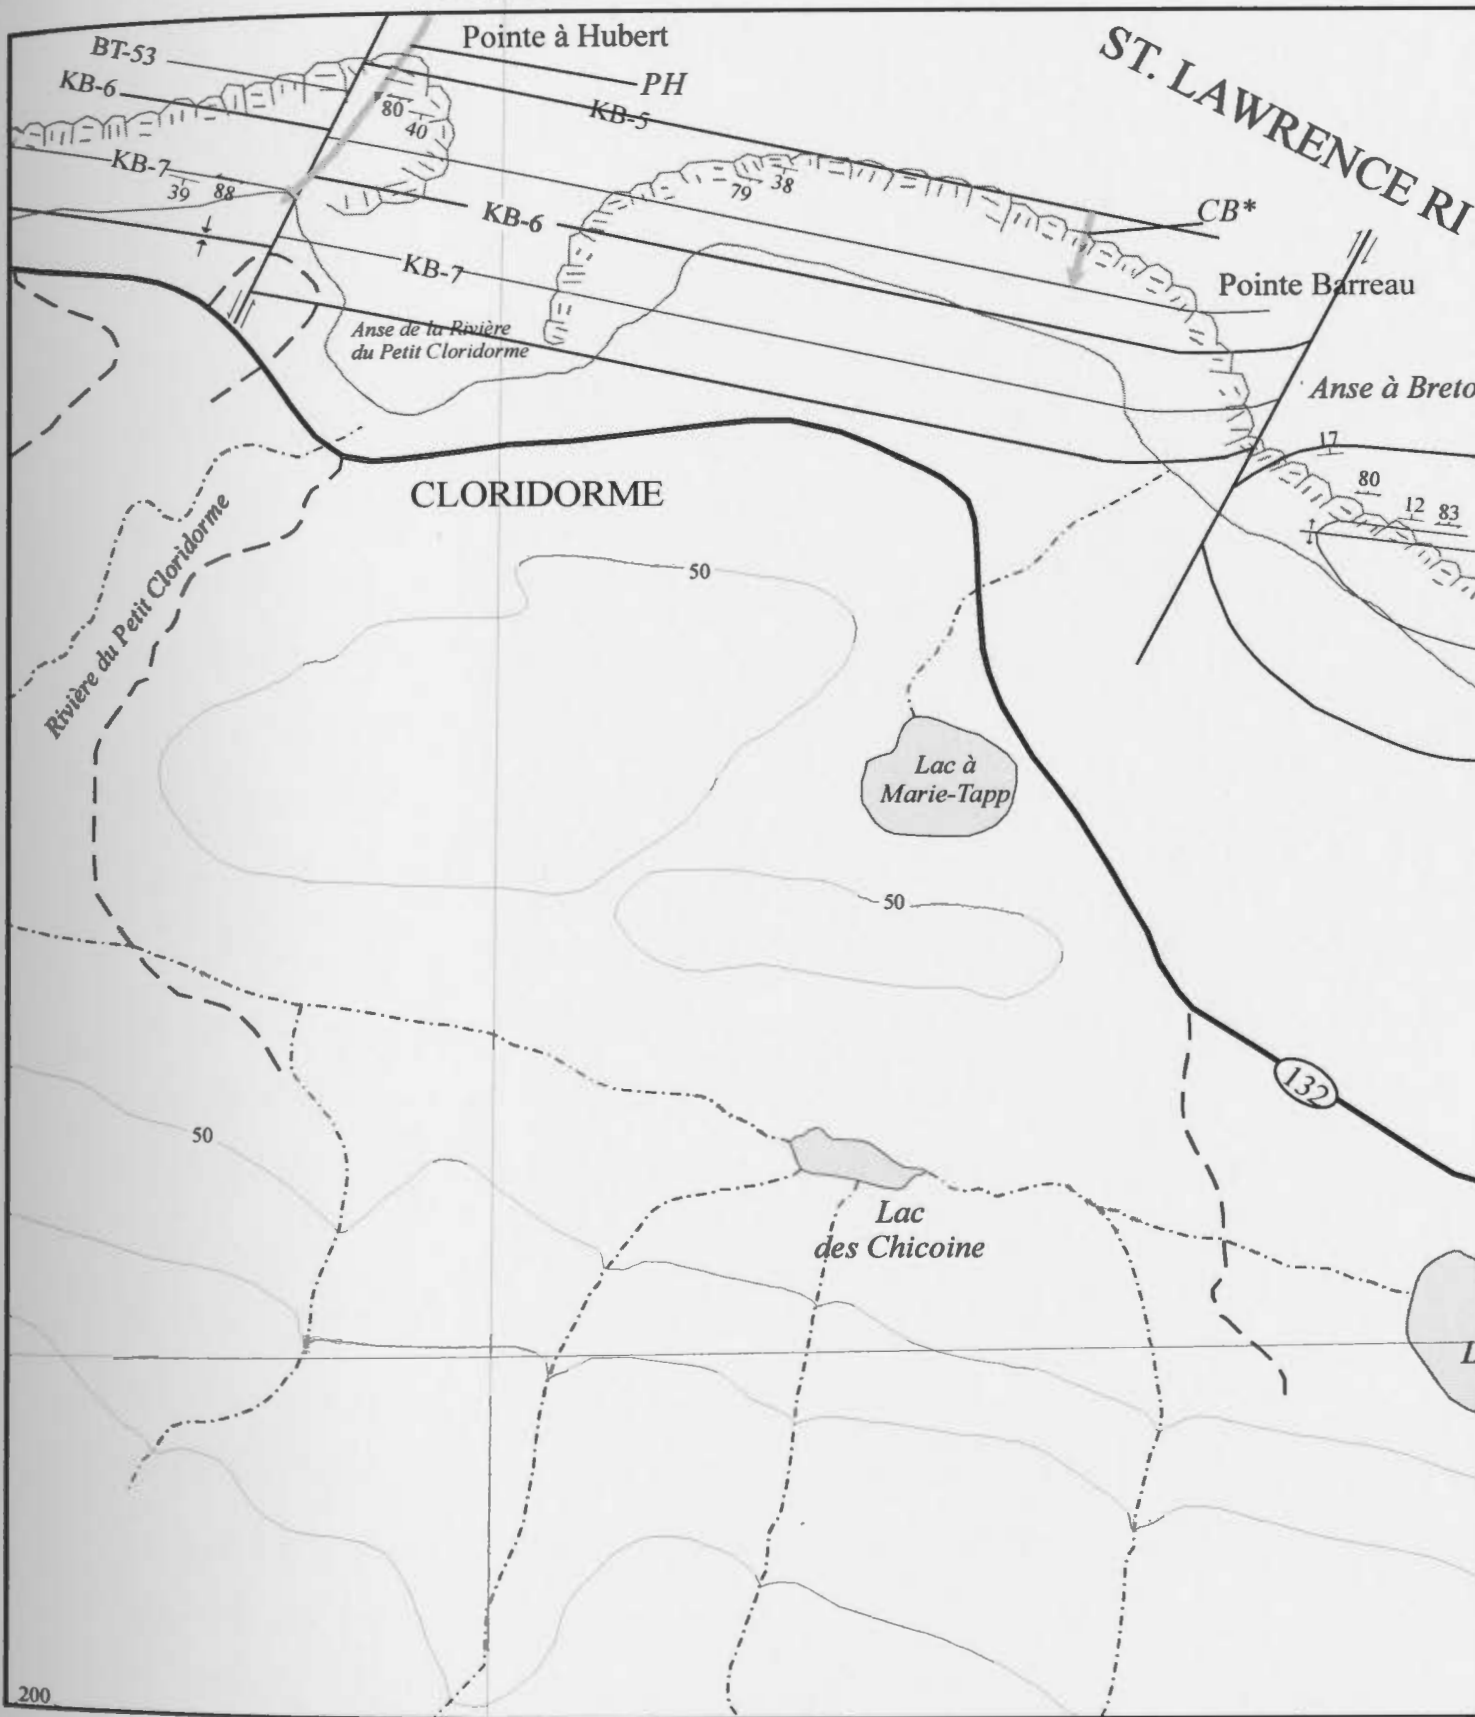 Pointe à Hubert
ST. LAWRENCE RI
BT-53
KB-6
PH
80
40
KB-5
KB-7
39
88
79
38
KB-6
CB*
KB-7
Pointe Barreau
Anse de la Rivière
du Petit Cloridorme
Anse à Breto
17
80
12
83
CLORIDORME
Rivière du Petit Cloridorme
50
Lac à
Marie-Tapp
50
132
50
Lac
des Chicoine
L
200